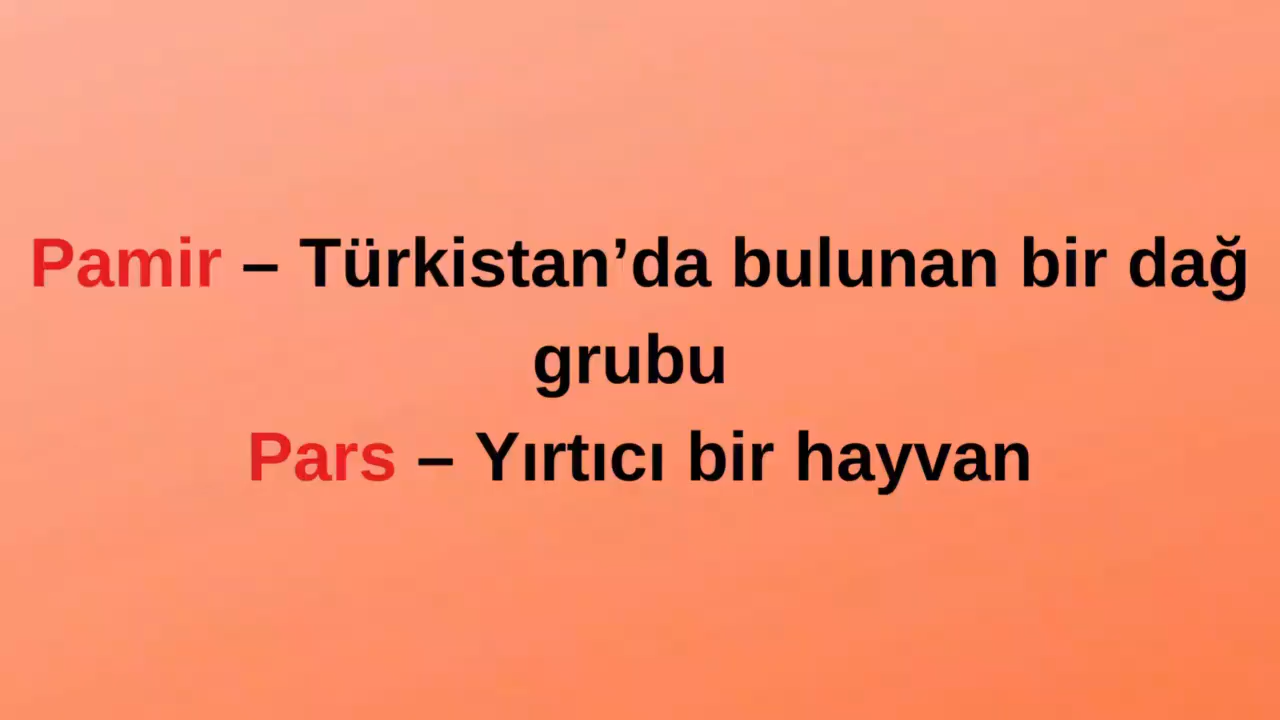 Pamir – Türkistan’da bulunan bir dağ
grubu
Pars – Yırtıcı bir hayvan